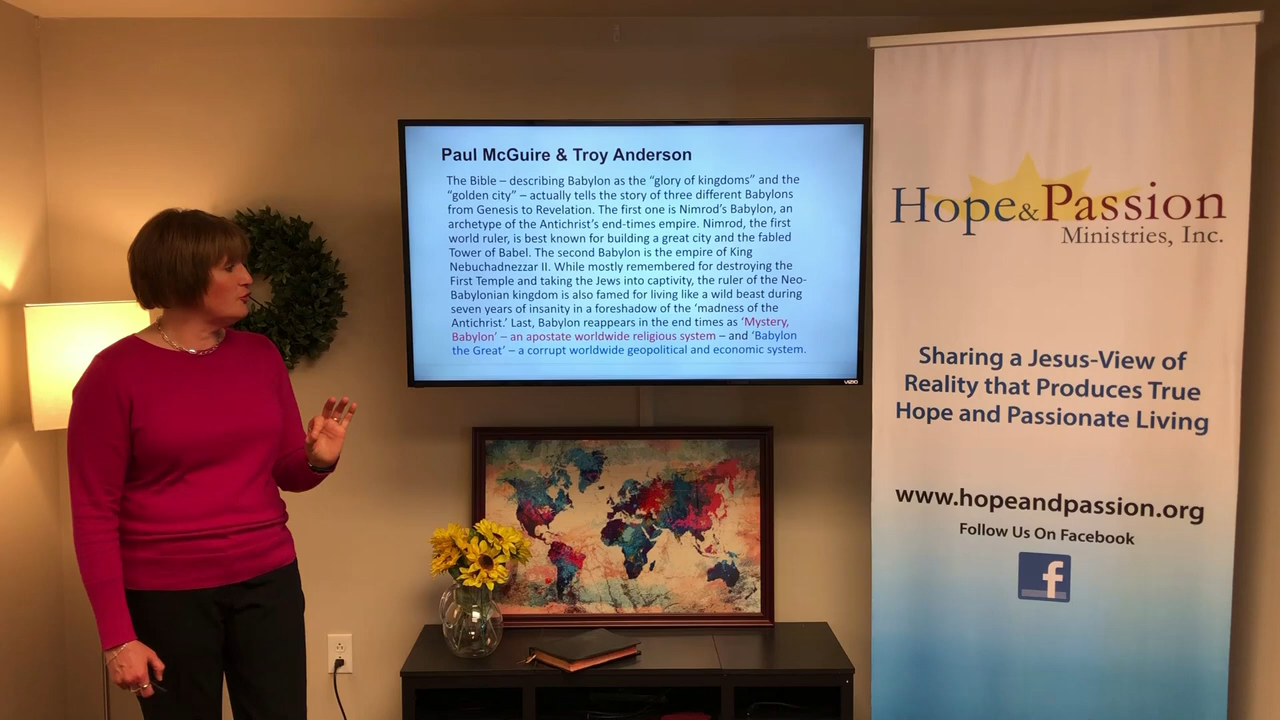 Paul McGuire & Troy Anderson
The Bible – describing Babylon as the “glory of kingdoms” and the
“golden city” – actually tells the story of three different Babylons
from Genesis to Revelation. The first one is Nimrod’s Babylon, an
archetype of the Antichrist’s end-times empire. Nimrod, the first
world ruler, is best known for building a great city and the fabled
Tower of Babel. The second Babylon is the empire of King
Nebuchadnezzar II. While mostly remembered for destroying the
First Temple and taking the Jews into captivity, the ruler of the Neo-
Babylonian kingdom is also famed for living like a wild beast during
seven years of insanity in a foreshadow of the ‘madness of the
Antichrist.’ Last, Babylon reappears in the end times as ‘Mystery,
Babylon’ – an apostate worldwide religious system – and ‘Babylon
the Great’ – a corrupt worldwide geopolitical and economic system.
VIZIO
Hope&Passion
Ministries, Inc.
Sharing a Jesus-View of
Reality that Produces True
Hope and Passionate Living
www.hopeandpassion.org
Follow Us On Facebook
f